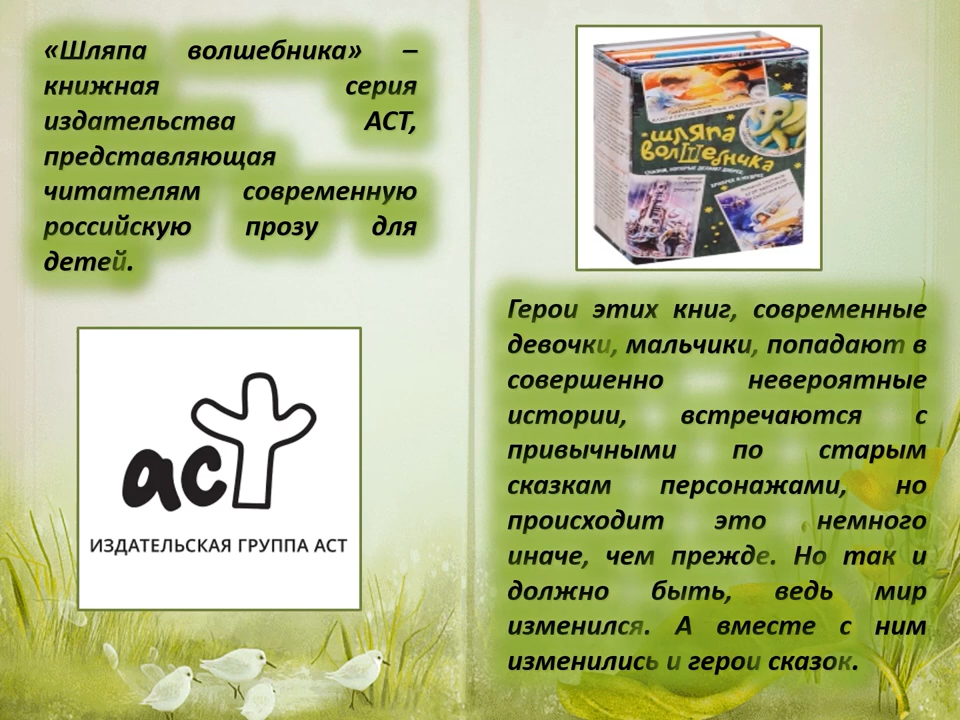 «Шляпа волшебника» –
книжная серия
издательства АСТ,
представляющая
читателям современную
российскую прозу для
детей.
аст
ИЗДАТЕЛЬСКАЯ ГРУППА АСТ
шляпа
волшебника
Герои этих книг, современные
девочки, мальчики, попадают в
совершенно невероятные
истории, встречаются с
привычными по старым
сказкам персонажами, но
происходит это немного
иначе, чем прежде. Но так и
должно быть, ведь мир
изменился. А вместе с ним
изменились и герои сказок.